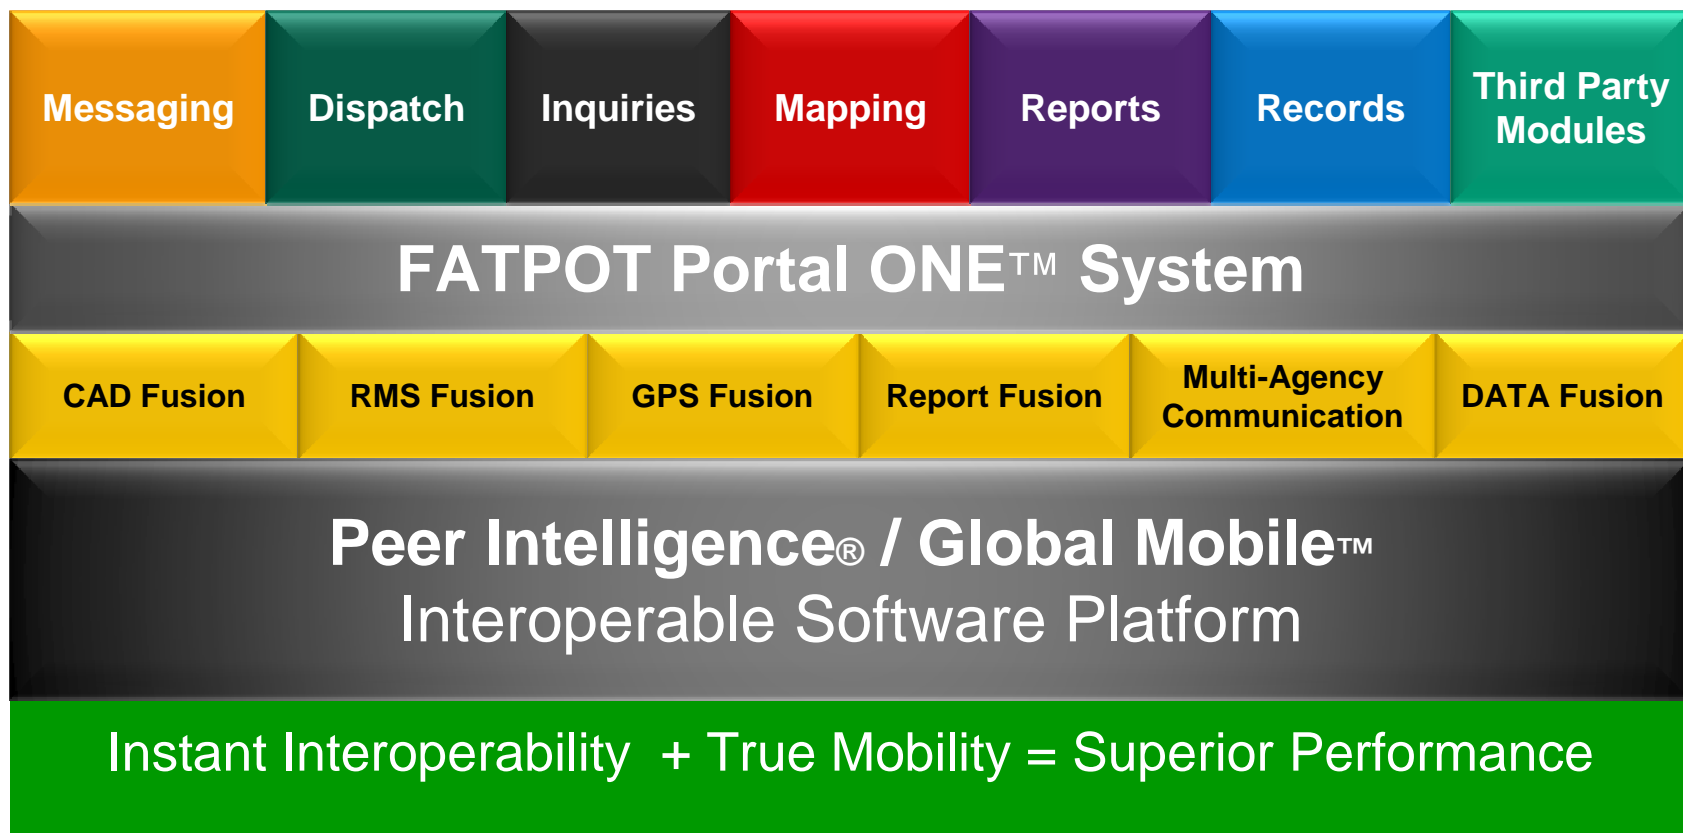 Messaging
Dispatch
Inquiries
Mapping
Reports
Records
Third Party
Modules
FATPOT Portal ONE™ System
CAD Fusion
RMS Fusion
GPS Fusion
Report Fusion
Multi-Agency
Communication
DATA Fusion
Peer Intelligence® / Global Mobile™
Interoperable Software Platform
Instant Interoperability + True Mobility = Superior Performance